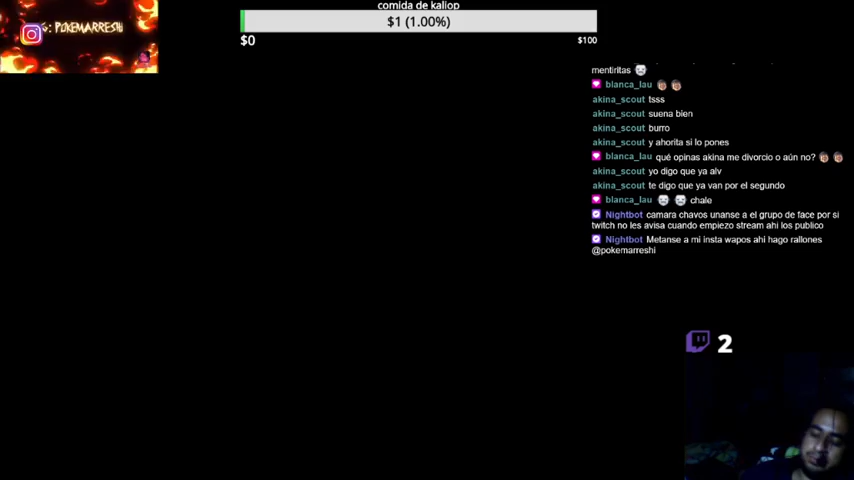 comida de kaliop
: POKEMARRESHI
$1 (1.00%)
$0
$100
mentiritas
blanca_lau
akina_scout tsss
akina_scout suena bien
akina_scout burro
akina_scout y ahorita si lo pones
blanca_lau qué opinas akina me divorcio o aún no?
akina_scout yo digo que ya alv
akina_scout te digo que ya van por el segundo
blanca_lau chale
Nightbot camara chavos unanse a el grupo de face por si
twitch no les avisa cuando empiezo stream ahi los publico
Nightbot Metanse a mi insta wapos ahi hago rallones
@pokemarreshi
2